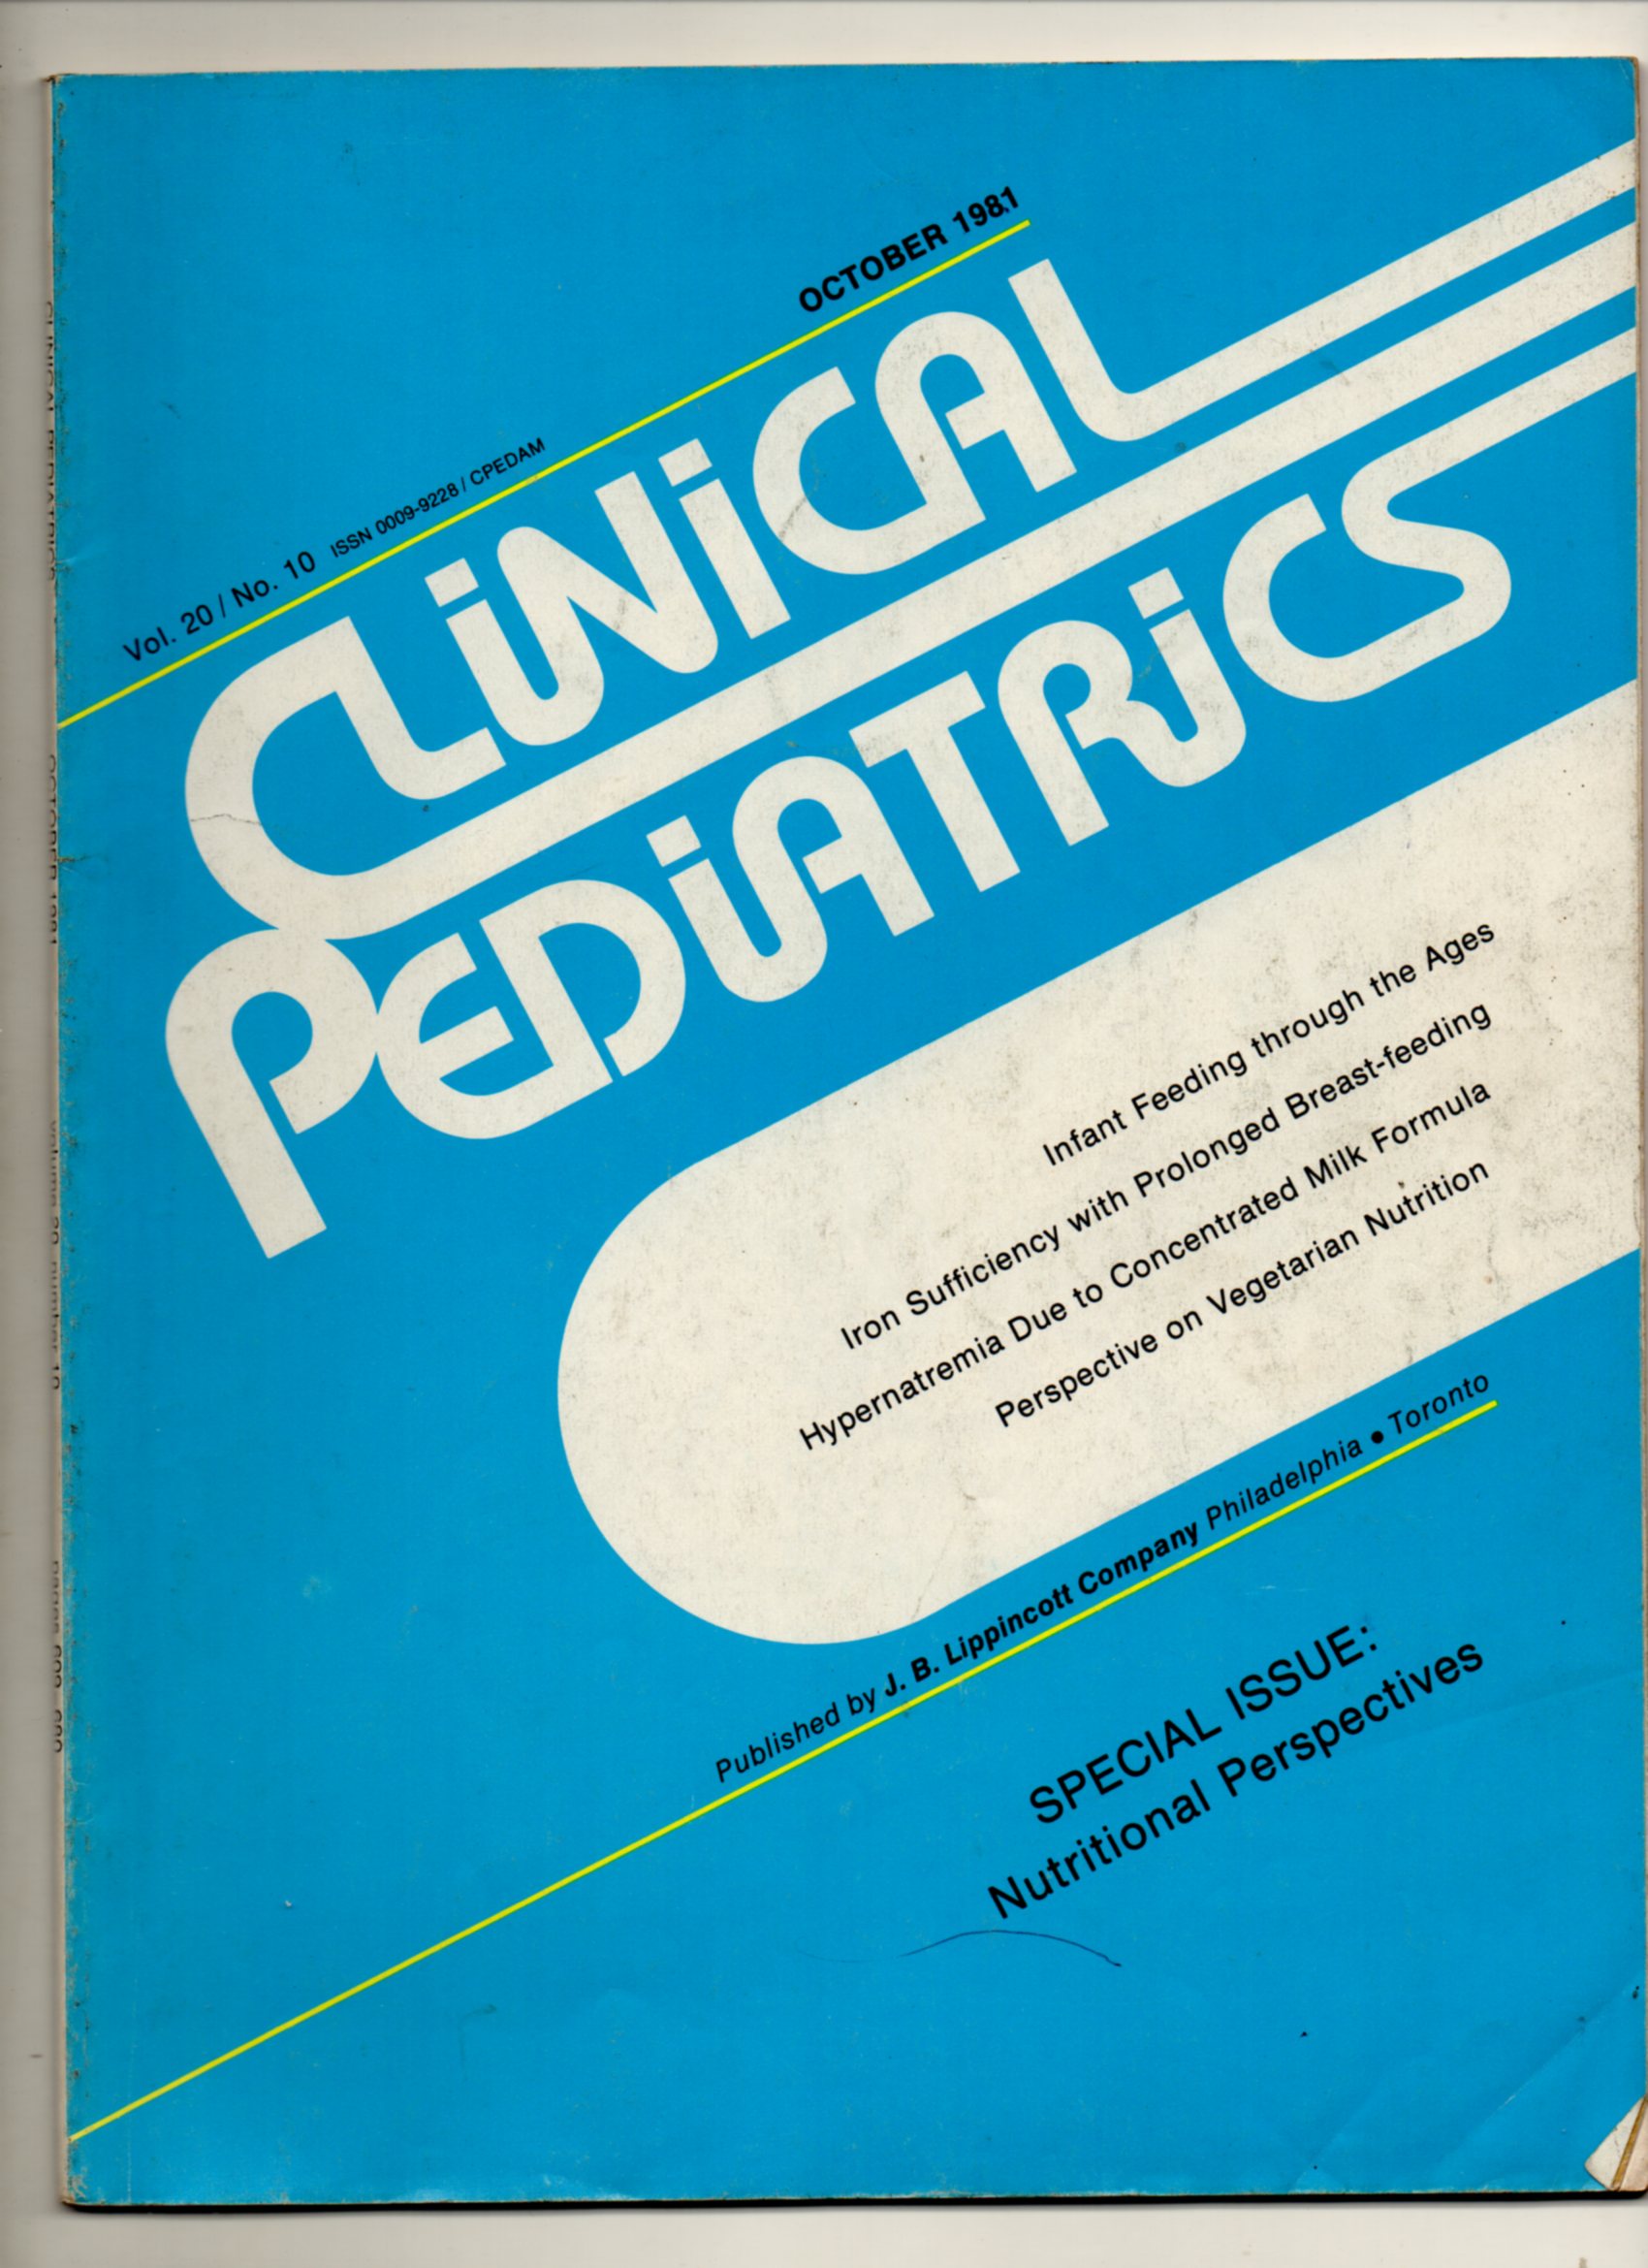 OCTOBER 1981
Vol. 20 / No. 10 ISSN 0009-9228 / CPEDAM
CLiNiCAL
PEDiATRiCS
Infant Feeding through the Ages
Iron Sufficiency with Prolonged Breast-feeding
Hypernatremia Due to Concentrated Milk Formula
Perspective on Vegetarian Nutrition
Published by J. B. Lippincott Company Philadelphia • Toronto
SPECIAL ISSUE:
Nutritional Perspectives